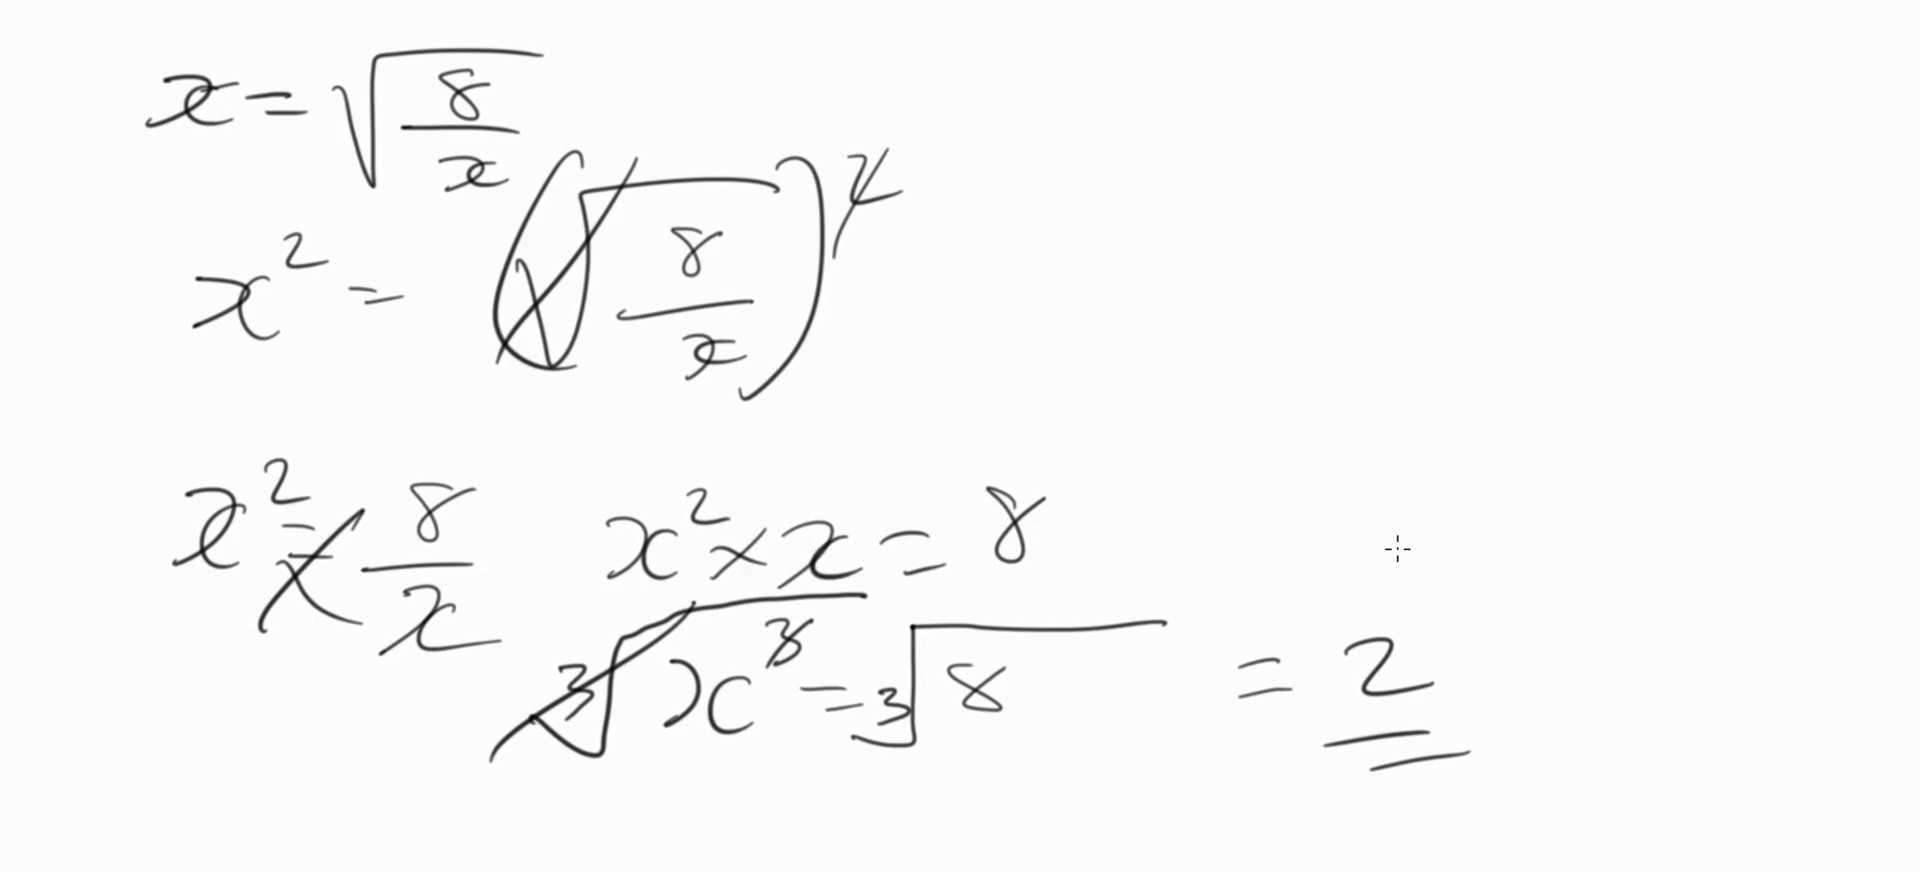 x = √(8/x)
x² = (√(8/x))²
x² = 8/x   x² × x = 8
∛x³ = ∛8 = 2